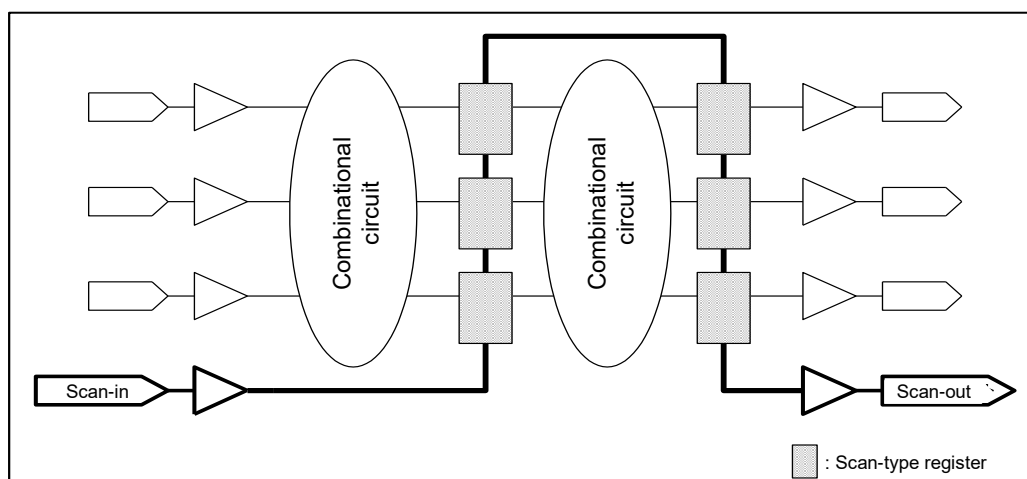 Combinational
circuit
Combinational
circuit
Scan-in
Scan-out
: Scan-type register